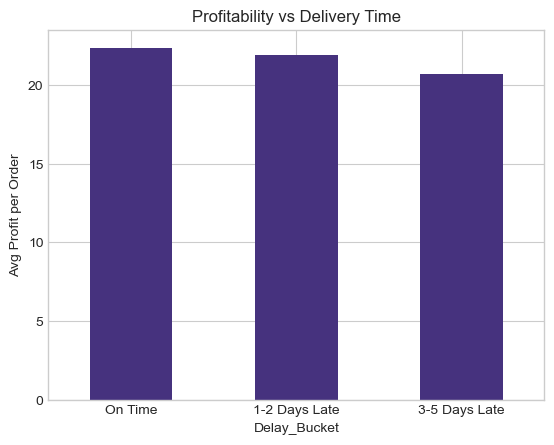 Profitability vs Delivery Time
Avg Profit per Order
20
15
10
5
0
On Time
1-2 Days Late
3-5 Days Late
Delay_Bucket